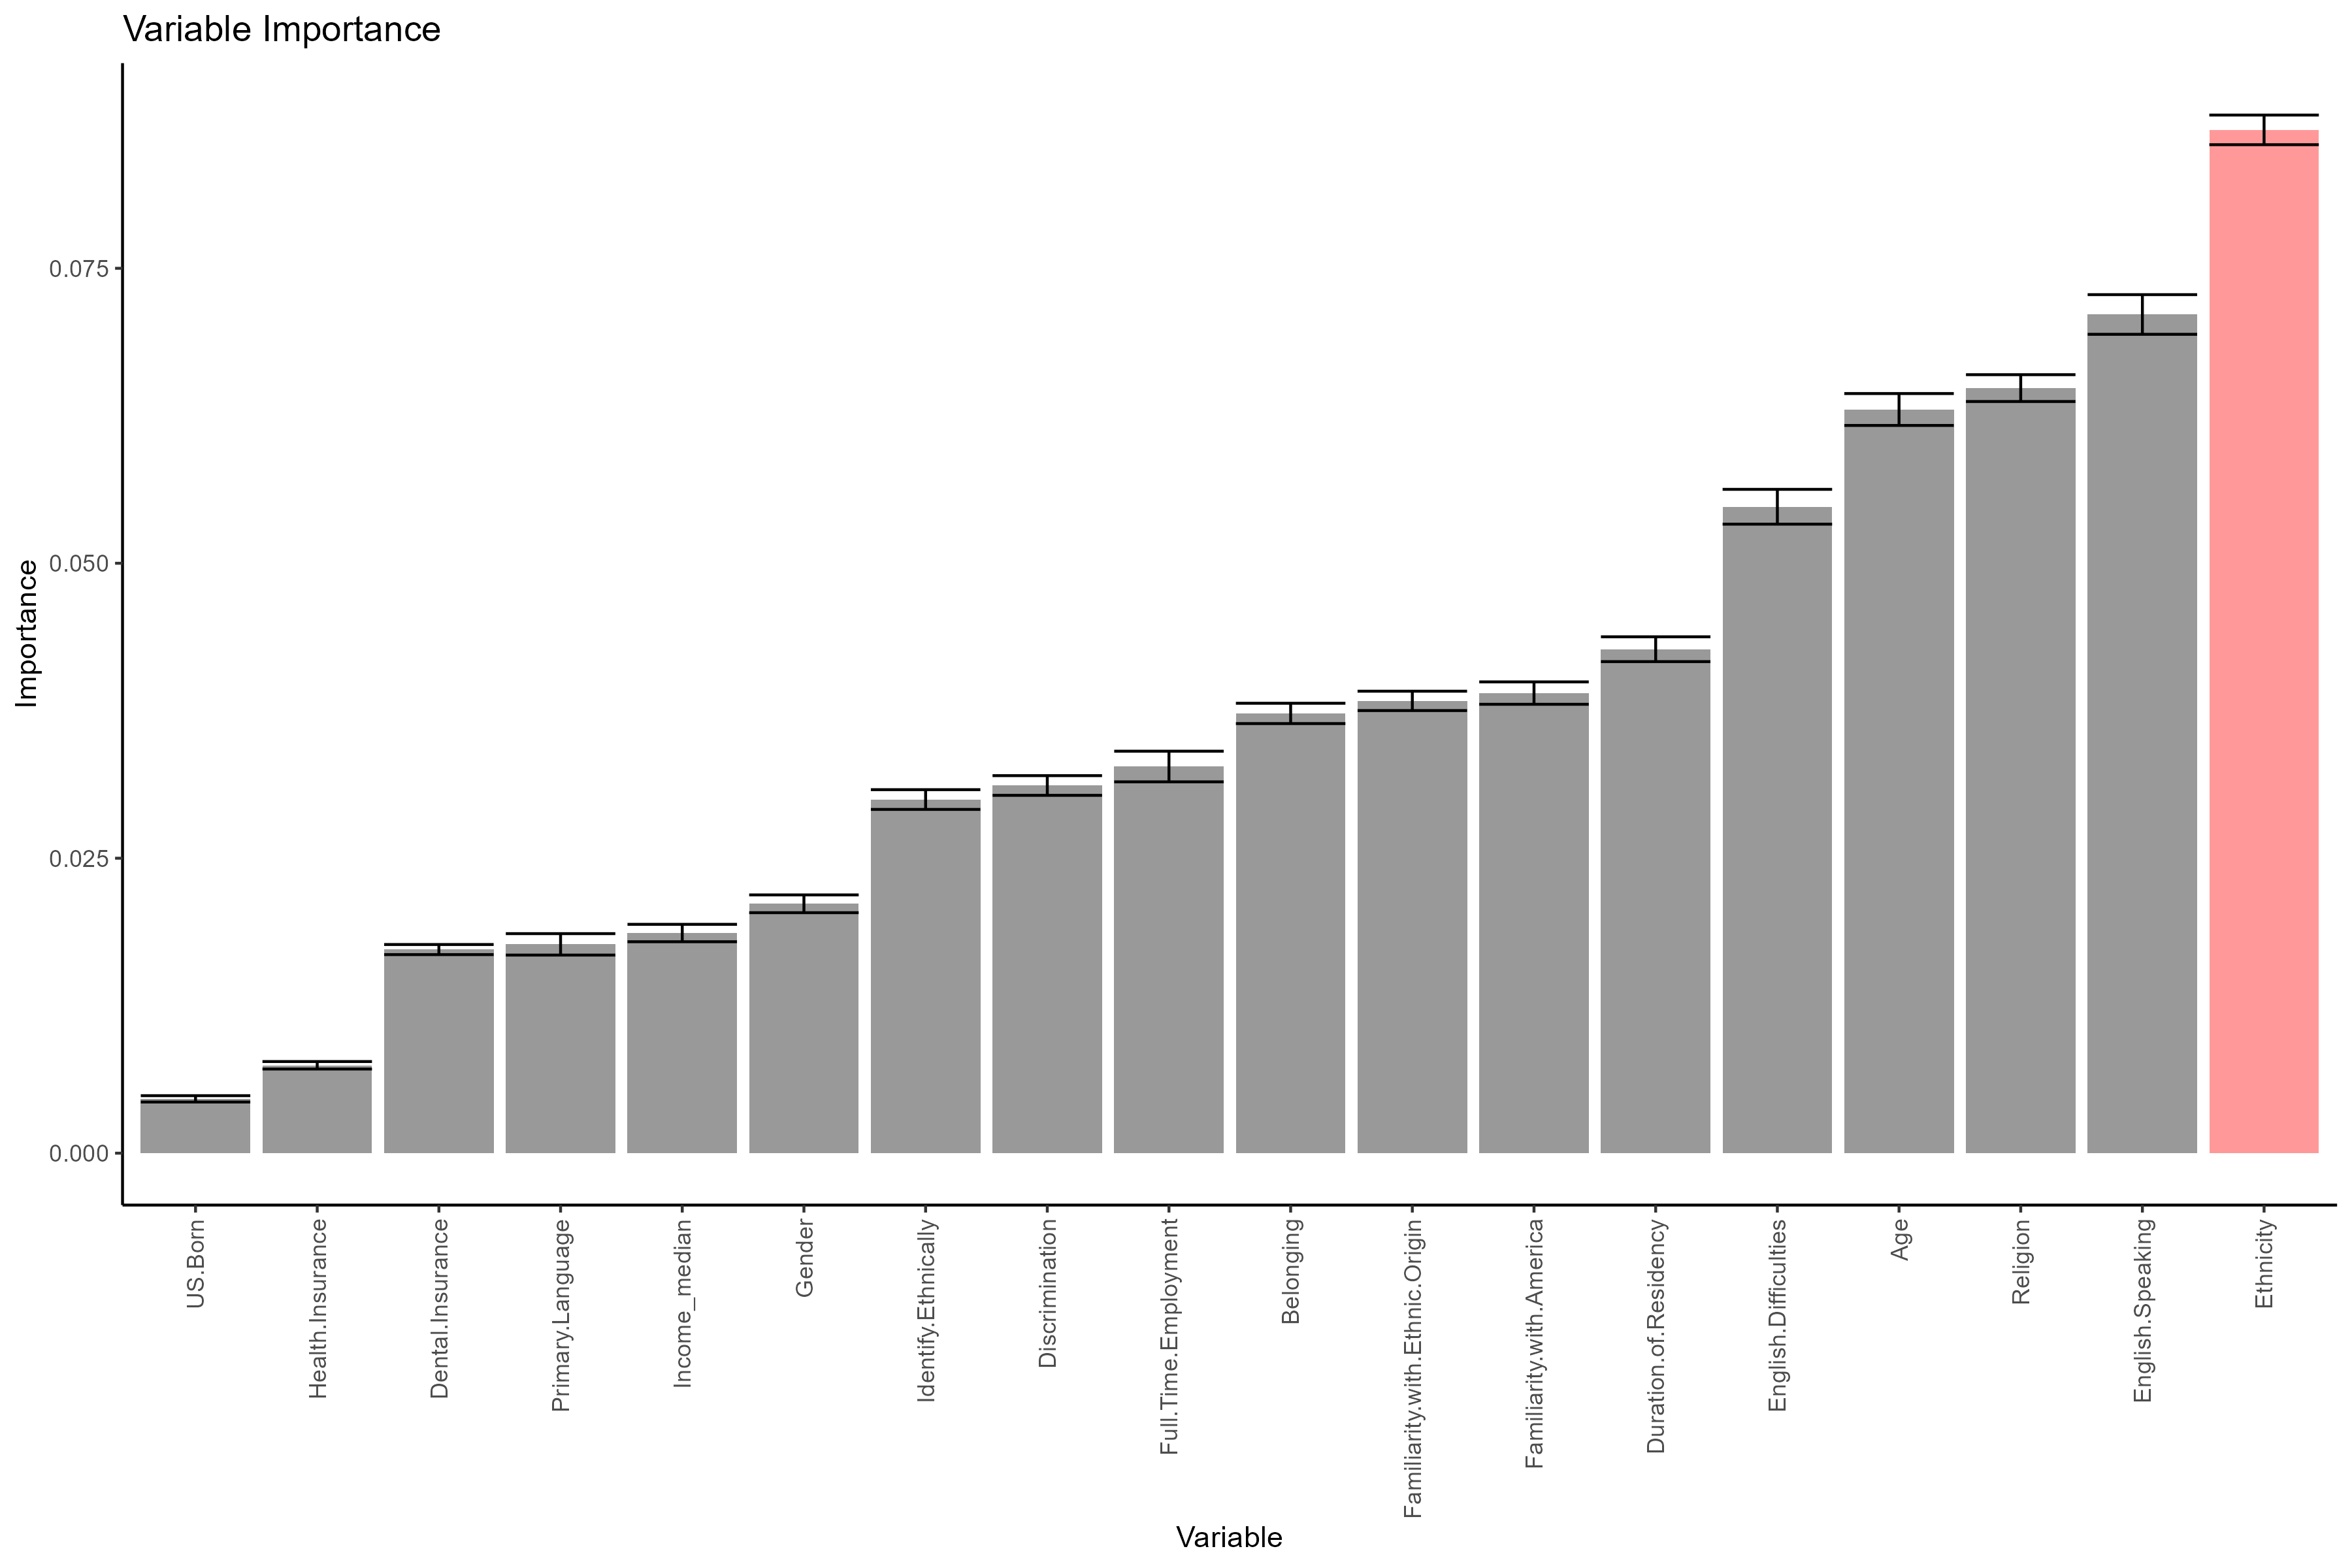 Variable Importance
Importance
0.075
0.050
0.025
0.000
US.Born
Health.Insurance
Dental.Insurance
Primary.Language
Income_median
Gender
Identify.Ethnically
Discrimination
Full.Time.Employment
Belonging
Familiarity.with.Ethnic.Origin
Familiarity.with.America
Duration.of.Residency
English.Difficulties
Age
Religion
English.Speaking
Ethnicity
Variable